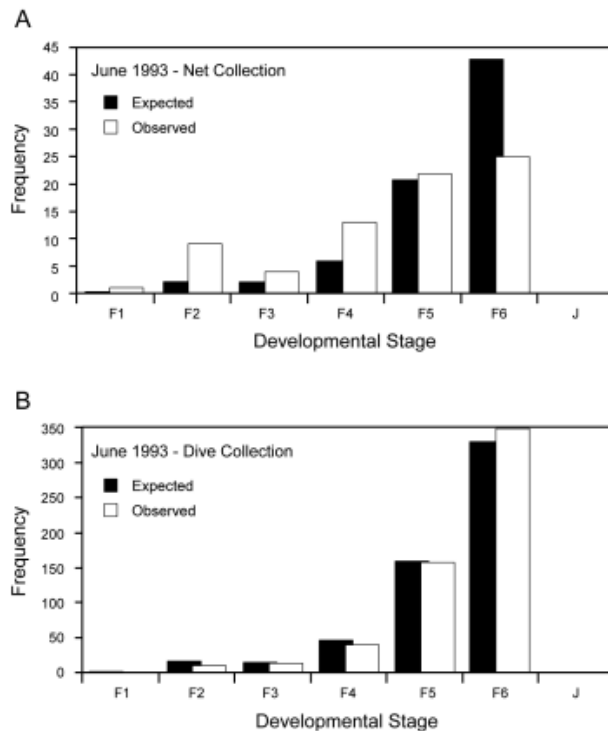 A
June 1993 - Net Collection
Expected
Observed
Frequency
45
40
35
30
25
20
15
10
5
0
F1 F2 F3 F4 F5 F6 J
Developmental Stage
B
June 1993 - Dive Collection
Expected
Observed
Frequency
350
300
250
200
150
100
50
0
F1 F2 F3 F4 F5 F6 J
Developmental Stage